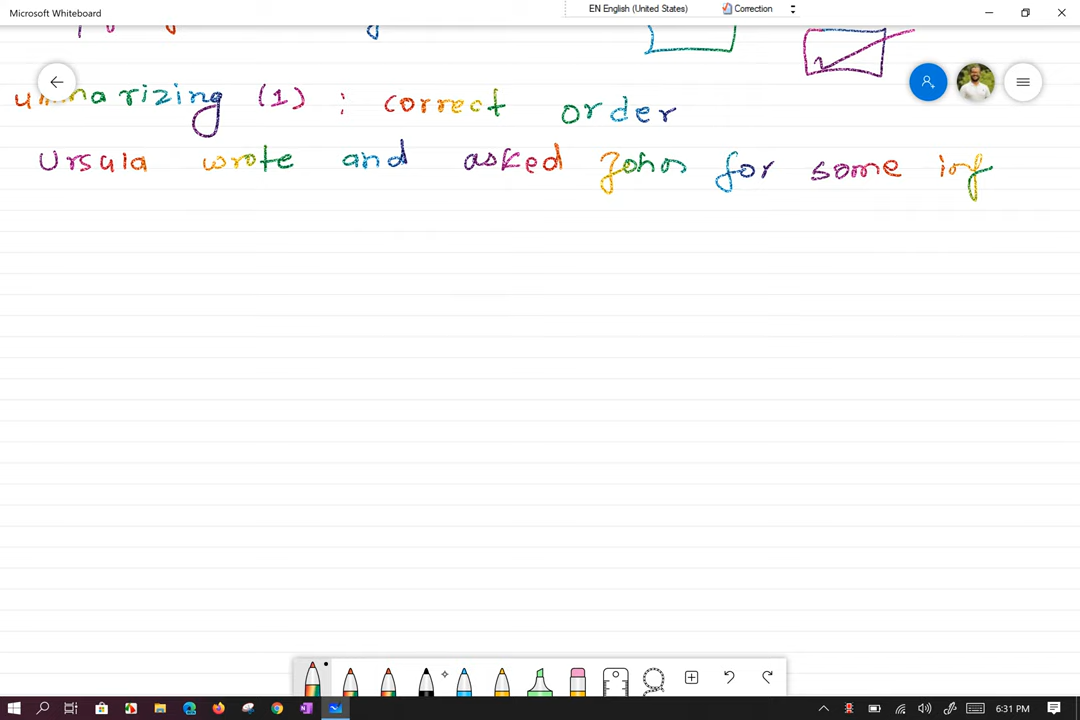 Microsoft Whiteboard
EN English (United States)
Correction
ummarizing (1) : correct order
Ursula wrote and asked John for some inf
6:31 PM